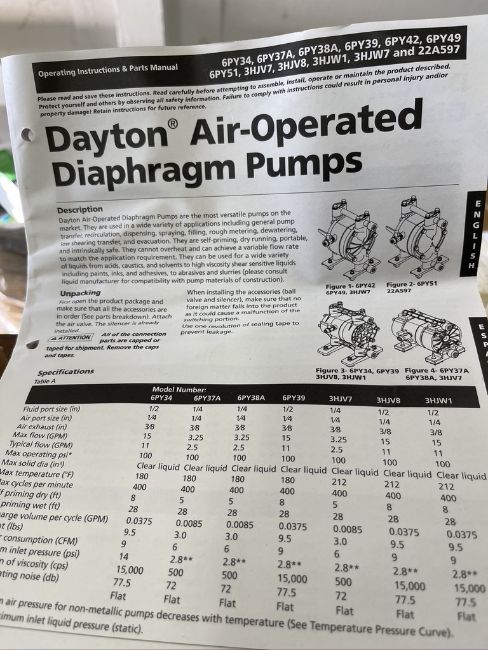 Operating Instructions & Parts Manual
6PY34, 6PY37A, 6PY38A, 6PY39, 6PY42, 6PY49
6PY51, 3HJV7, 3HJV8, 3HJW1, 3HJW7 and 22A597
Please read and save these instructions. Read carefully before attempting to assemble, install, operate or maintain the product described.
Protect yourself and others by observing all safety information. Failure to comply with instructions could result in personal injury and/or
property damage! Retain instructions for future reference.
Dayton® Air-Operated
Diaphragm Pumps
Description
Dayton Air-Operated Diaphragm Pumps are the most versatile pumps on the
market. They are used in a wide variety of applications including general pump
transfer, recirculation, dispensing, spraying, filling, rough metering, dewatering,
low shearing transfer, and evacuation. They are self-priming, dry running, portable,
and intrinsically safe. They cannot overheat and can achieve a variable flow rate
to match the application requirement. They can be used for a wide variety
of liquids from acids, caustics, and solvents to high viscosity shear sensitive liquids
including paints, inks, and adhesives, to abrasives and slurries (please consult
liquid manufacturer for compatibility with pump materials of construction).
Unpacking
Four open the product package and
make sure that all the accessories are
in order (See parts breakdown). Attach
the air valve. The silencer is already
installed.
ATTENTION All of the connection
parts are capped or
taped for shipment. Remove the caps
and tapes.
When installing the accessories (ball
valve and silencer), make sure that no
foreign matter falls into the product
as it could cause a malfunction of the
switching portion.
Use one revolution of sealing tape to
prevent leakage.
Figure 1- 6PY42
6PY49, 3HJW7
Figure 2- 6PY51
22A597
Figure 3- 6PY34, 6PY39
3HJV8, 3HJW1
Figure 4- 6PY37A
6PY38A, 3HJV7
ENGLISH
ESPA
Specifications
Table A
Model Number:
6PY34 6PY37A 6PY38A 6PY39 3HJV7 3HJV8 3HJW1
Fluid port size (in) 1/2 1/4 1/4 1/2 1/4 1/2 1/2
Air port size (in) 1/4 1/4 1/4 1/4 1/4 1/4 1/4
Air exhaust (in) 3/8 3/8 3/8 3/8 3/8 3/8 3/8
Max flow (GPM) 15 3.25 3.25 15 3.25 15 15
Typical flow (GPM) 11 2.5 2.5 11 2.5 11 11
Max operating psi* 100 100 100 100 100 100 100
Max solid dia (in³) Clear liquid Clear liquid Clear liquid Clear liquid Clear liquid Clear liquid Clear liquid
Max temperature (°F) 180 180 180 180 212 212 212
ax cycles per minute 400 400 400 400 400 400 400
f priming dry (ft) 8 5 5 8 5 8 8
priming wet (ft) 28 28 28 28 28 28 28
arge volume per cycle (GPM) 0.0375 0.0085 0.0085 0.0375 0.0085 0.0375 0.0375
nt (lbs) 9.5 3.0 3.0 9.5 3.0 9.5 9.5
r consumption (CFM) 9 6 6 9 6 9 9
m inlet pressure (psi) 14 2.8** 2.8** 2.8** 2.8** 2.8** 2.8**
n of viscosity (cps) 15,000 500 500 15,000 500 15,000 15,000
ating noise (db) 77.5 72 72 77.5 72 77.5 77.5
Flat Flat Flat Flat Flat Flat Flat
m air pressure for non-metallic pumps decreases with temperature (See Temperature Pressure Curve).
ximum inlet liquid pressure (static).